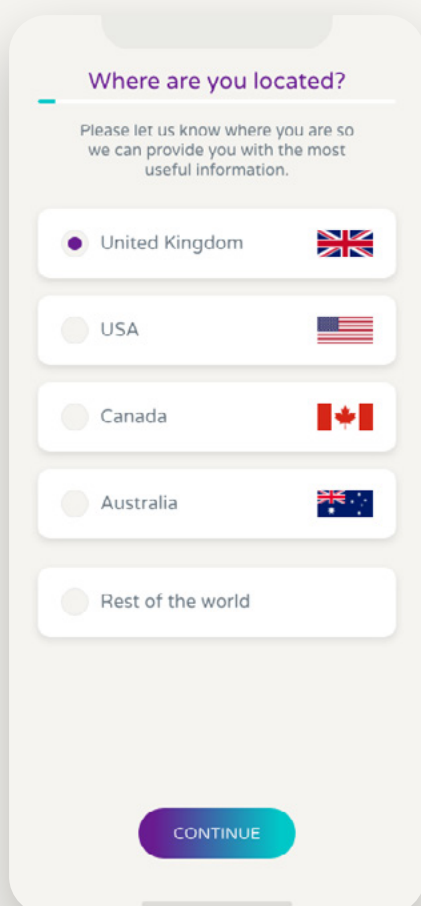 Where are you located?
Please let us know where you are so
we can provide you with the most
useful information.
United Kingdom
USA
Canada
Australia
Rest of the world
CONTINUE